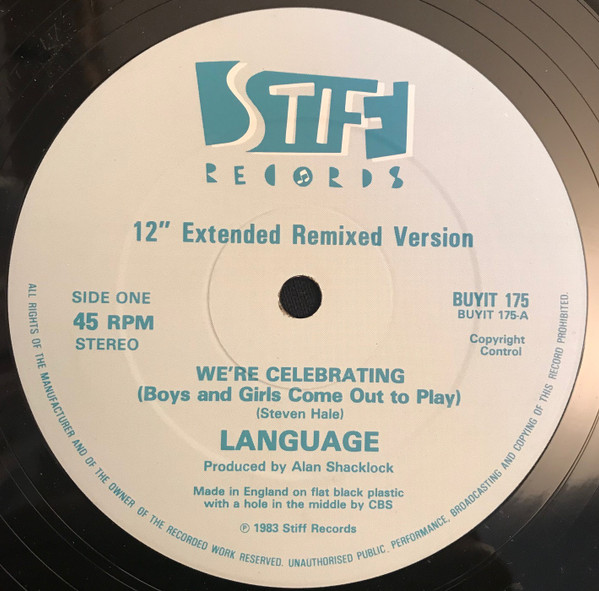 STIFF
RECORDS
12" Extended Remixed Version
SIDE ONE
45 RPM
STEREO
BUYIT 175
BUYIT 175-A
Copyright
Control
WE'RE CELEBRATING
(Boys and Girls Come Out to Play)
(Steven Hale)
LANGUAGE
Produced by Alan Shacklock
Made in England on flat black plastic
with a hole in the middle by CBS
℗ 1983 Stiff Records
ALL RIGHTS OF THE MANUFACTURER AND OF THE OWNER OF THE RECORDED WORK RESERVED. UNAUTHORISED PUBLIC, PERFORMANCE, BROADCASTING AND COPYING OF THIS RECORD PROHIBITED.